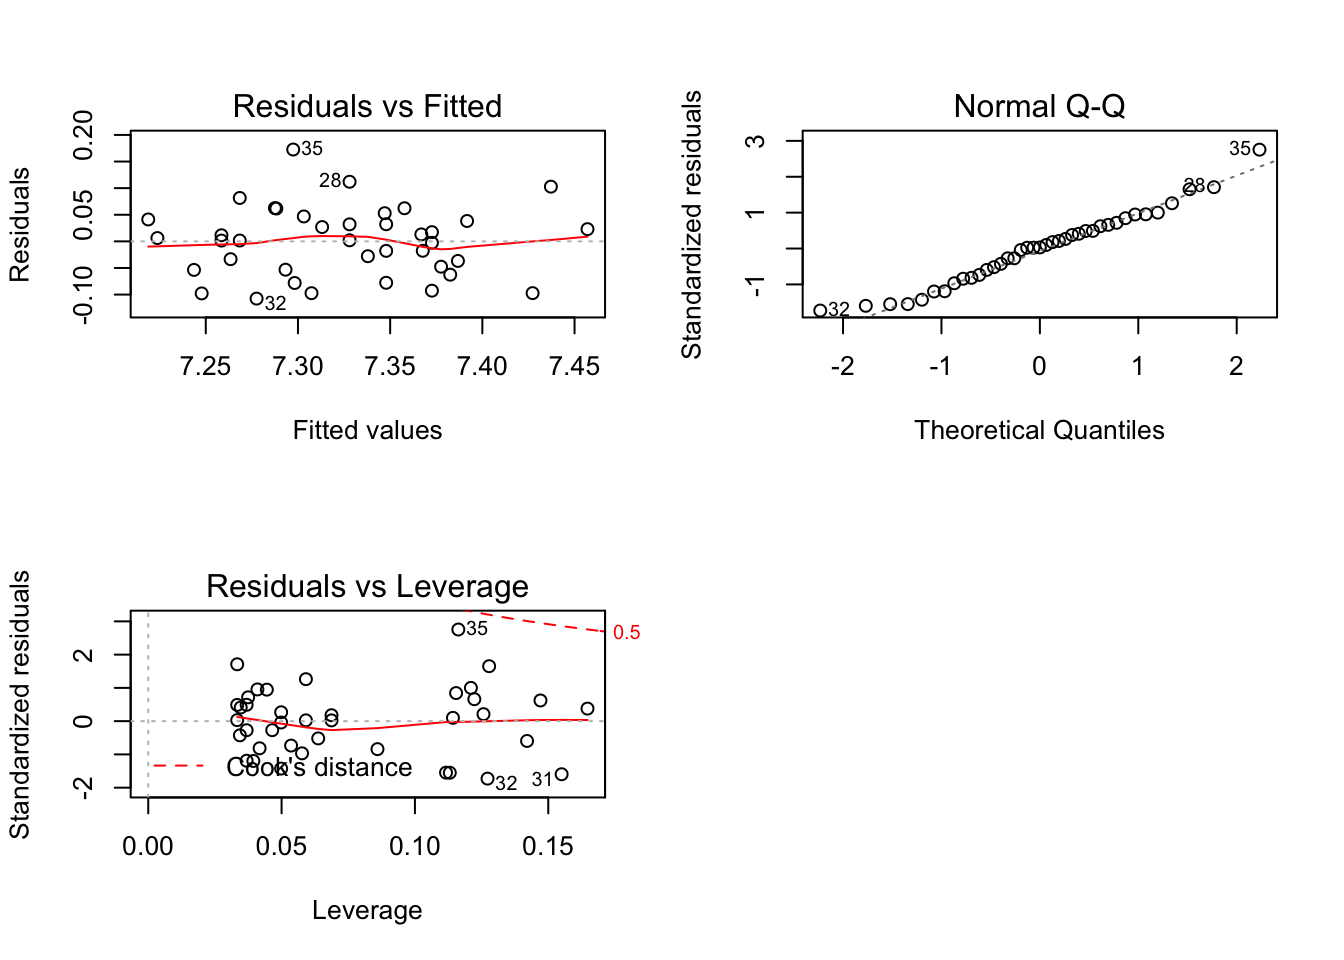 Residuals vs Fitted
Residuals
0.20
0.05
-0.10
35
28
32
7.25 7.30 7.35 7.40 7.45
Fitted values
Normal Q-Q
Standardized residuals
3
1
-1
35
28
32
-2 -1 0 1 2
Theoretical Quantiles
Residuals vs Leverage
Standardized residuals
2
0
-2
35
0.5
Cook's distance
32
31
0.00 0.05 0.10 0.15
Leverage